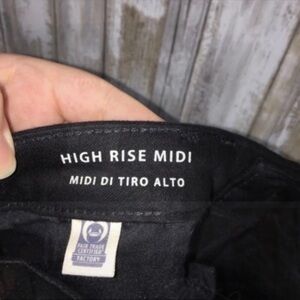 HIGH RISE MIDI
MIDI DI TIRO ALTO
FAIR TRADE
CERTIFIED
FACTORY